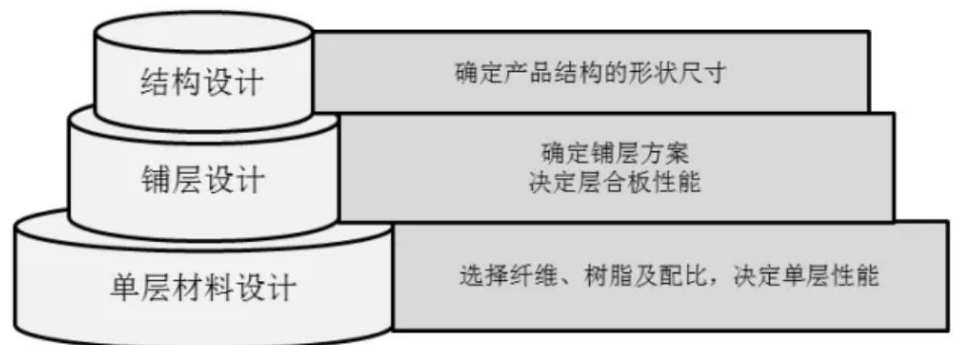 结构设计
确定产品结构的形状尺寸
铺层设计
确定铺层方案
决定层合板性能
单层材料设计
选择纤维、树脂及配比，决定单层性能